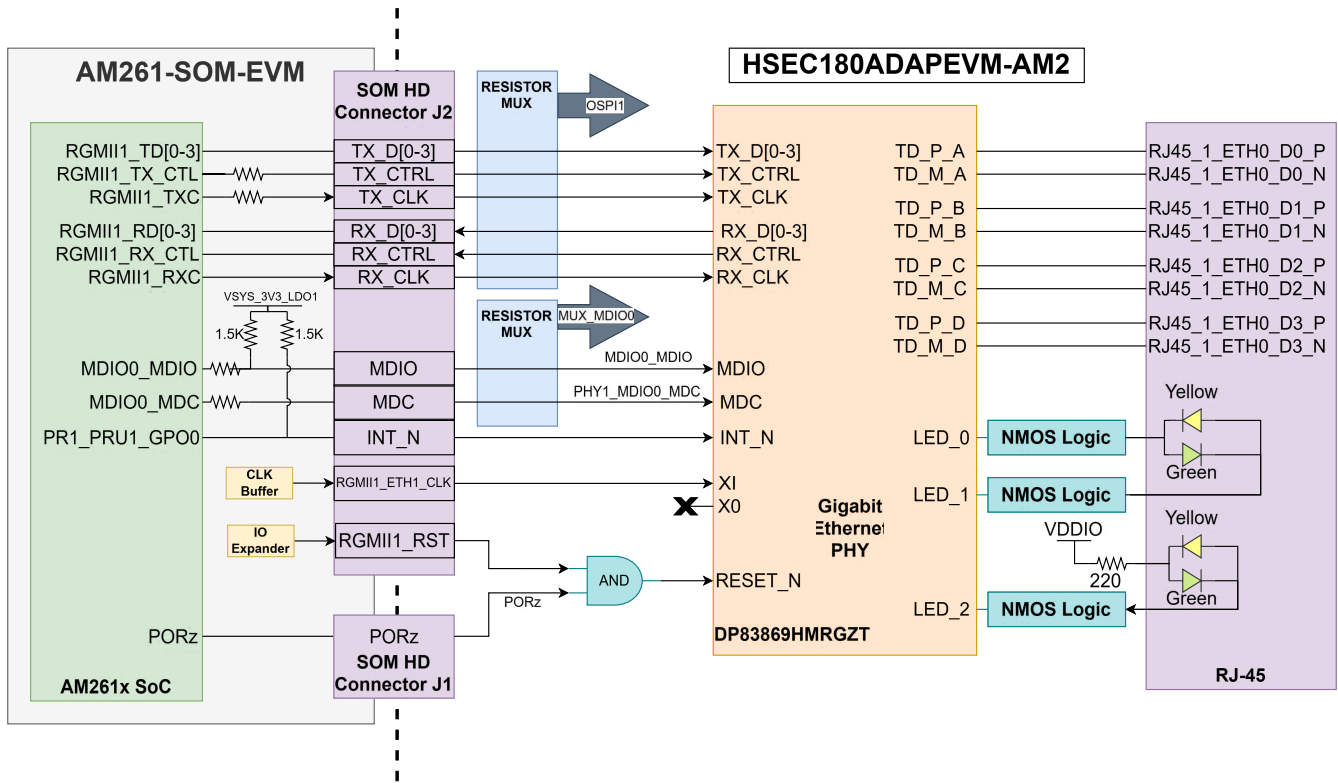 AM261-SOM-EVM
HSEC180ADAPEVM-AM2
SOM HD
Connector J2
RESISTOR
MUX
OSPI1
RGMII1_TD[0-3]
TX_D[0-3]
TX_D[0-3]
TD_P_A
RJ45_1_ETH0_D0_P
RGMII1_TX_CTL
TX_CTRL
TX_CTRL
TD_M_A
RJ45_1_ETH0_D0_N
RGMII1_TXC
TX_CLK
TX_CLK
TD_P_B
RJ45_1_ETH0_D1_P
RGMII1_RD[0-3]
RX_D[0-3]
RX_D[0-3]
TD_M_B
RJ45_1_ETH0_D1_N
RGMII1_RX_CTL
RX_CTRL
RX_CTRL
TD_P_C
RJ45_1_ETH0_D2_P
RGMII1_RXC
RX_CLK
RX_CLK
TD_M_C
RJ45_1_ETH0_D2_N
VSYS_3V3_LDO1
1.5K
1.5K
RESISTOR
MUX
MUX_MDIO0
TD_P_D
RJ45_1_ETH0_D3_P
TD_M_D
RJ45_1_ETH0_D3_N
MDIO0_MDIO
MDIO
MDIO0_MDIO
MDIO
MDIO0_MDC
MDC
PHY1_MDIO0_MDC
MDC
Yellow
PR1_PRU1_GPO0
INT_N
INT_N
LED_0
NMOS Logic
Green
CLK
Buffer
RGMII1_ETH1_CLK
XI
LED_1
NMOS Logic
X0
Gigabit
Ethernet
PHY
IO
Expander
RGMII1_RST
VDDIO
Yellow
AND
RESET_N
220
Green
PORz
LED_2
NMOS Logic
PORz
PORz
SOM HD
Connector J1
DP83869HMRGZT
AM261x SoC
RJ-45